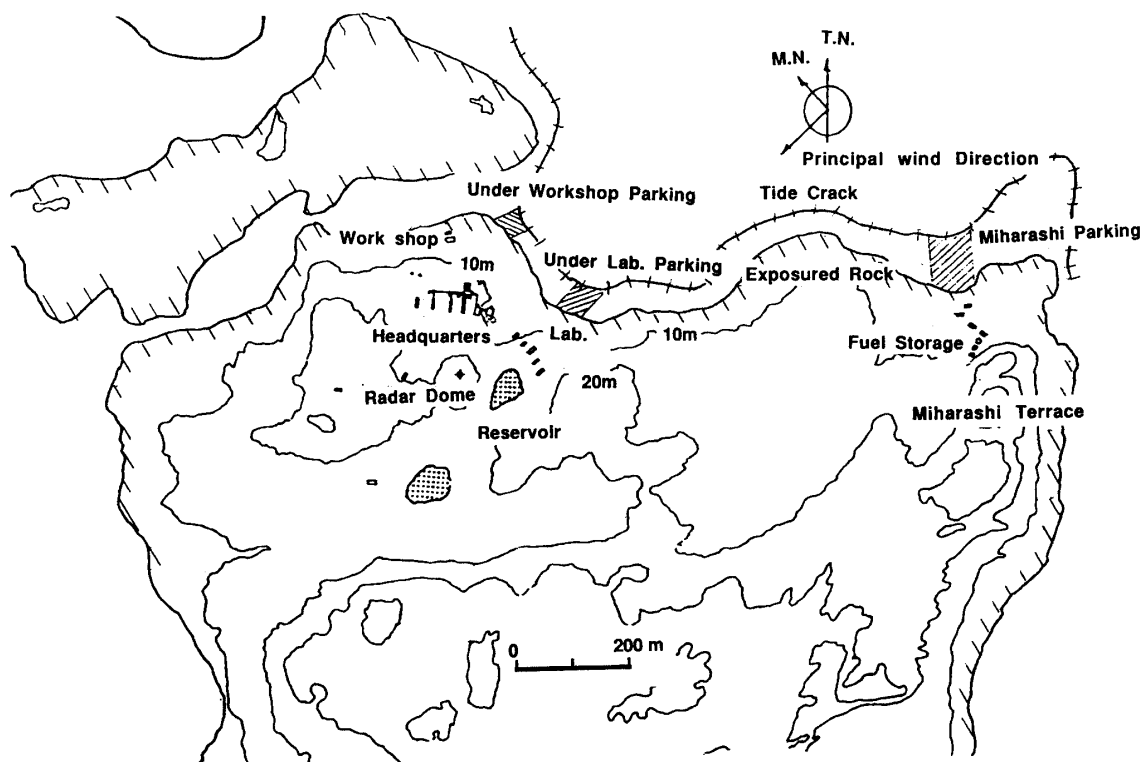 T.N.
M.N.
Principal wind Direction
Under Workshop Parking
Tide Crack
Work shop
Miharashi Parking
10m
Under Lab. Parking
Exposured Rock
Headquarters
Lab.
10m
Fuel Storage
20m
Radar Dome
Miharashi Terrace
Reservoir
0
200 m